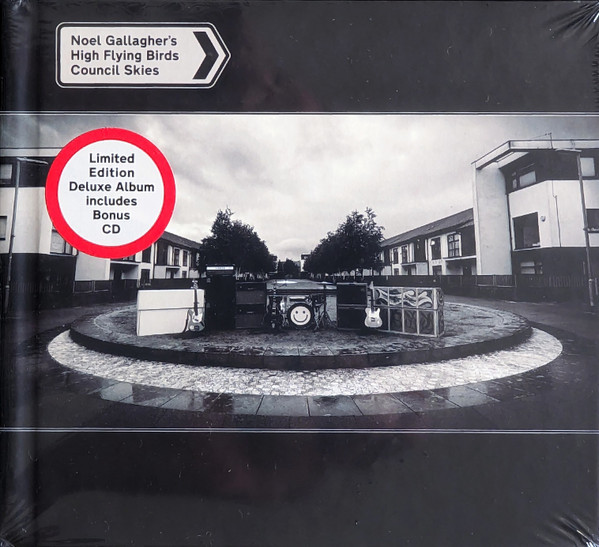 Noel Gallagher's
High Flying Birds
Council Skies
Limited
Edition
Deluxe Album
includes
Bonus
CD